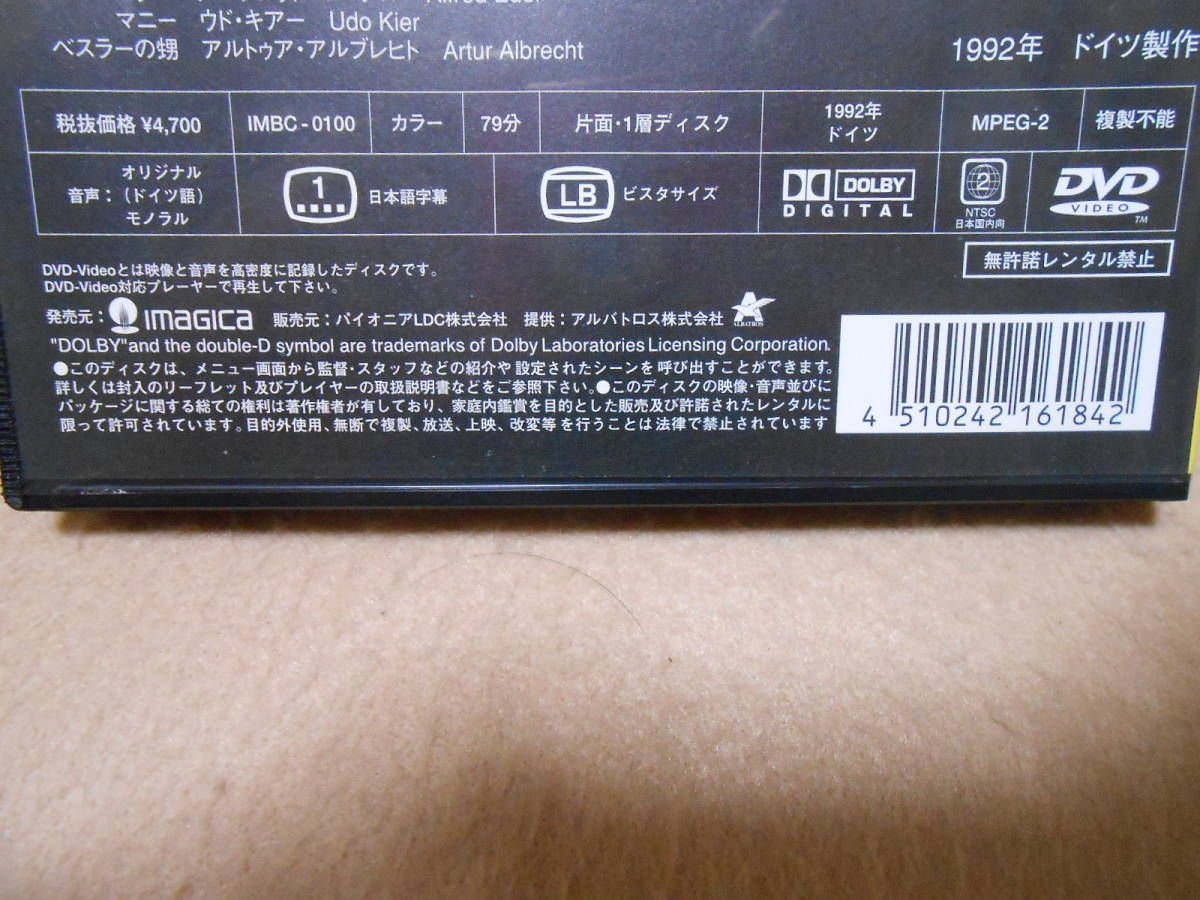 Alfred Edel
マニー ウド・キアー Udo Kier
ベスラーの甥 アルトゥア・アルブレヒト Artur Albrecht
1992年 ドイツ製作
税抜価格 ¥4,700
IMBC-0100
カラー
79分
片面・1層ディスク
1992年
ドイツ
MPEG-2
複製不能
オリジナル
音声：（ドイツ語）
モノラル
1
日本語字幕
LB
ビスタサイズ
DOLBY
DIGITAL
2
NTSC
日本国内向
DVD
VIDEO
TM
無許諾レンタル禁止
DVD-Videoとは映像と音声を高密度に記録したディスクです。
DVD-Video対応プレーヤーで再生して下さい。
発売元： IMAGICA 販売元：パイオニアLDC株式会社 提供：アルバトロス株式会社 ALBATROS
"DOLBY"and the double-D symbol are trademarks of Dolby Laboratories Licensing Corporation.
●このディスクは、メニュー画面から監督・スタッフなどの紹介や設定されたシーンを呼び出すことができます。
詳しくは封入のリーフレット及びプレイヤーの取扱説明書などをご参照下さい。●このディスクの映像・音声並びに
パッケージに関する総ての権利は著作権者が有しており、家庭内鑑賞を目的とした販売及び許諾されたレンタルに
限って許可されています。目的外使用、無断で複製、放送、上映、改変等を行うことは法律で禁止されています
4 510242 161842